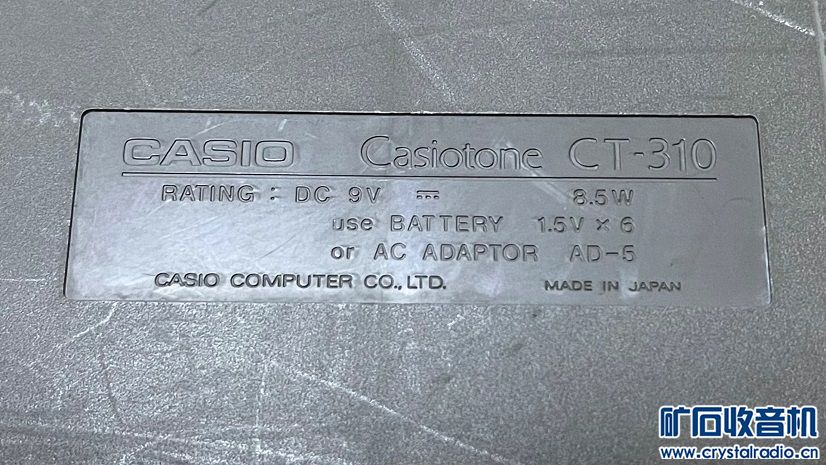 CASIO Casiotone CT-310
RATING : DC 9V ⎓ 8.5W
use BATTERY 1.5V × 6
or AC ADAPTOR AD-5
CASIO COMPUTER CO.,LTD. MADE IN JAPAN
矿石收音机
www.crystalradio.cn